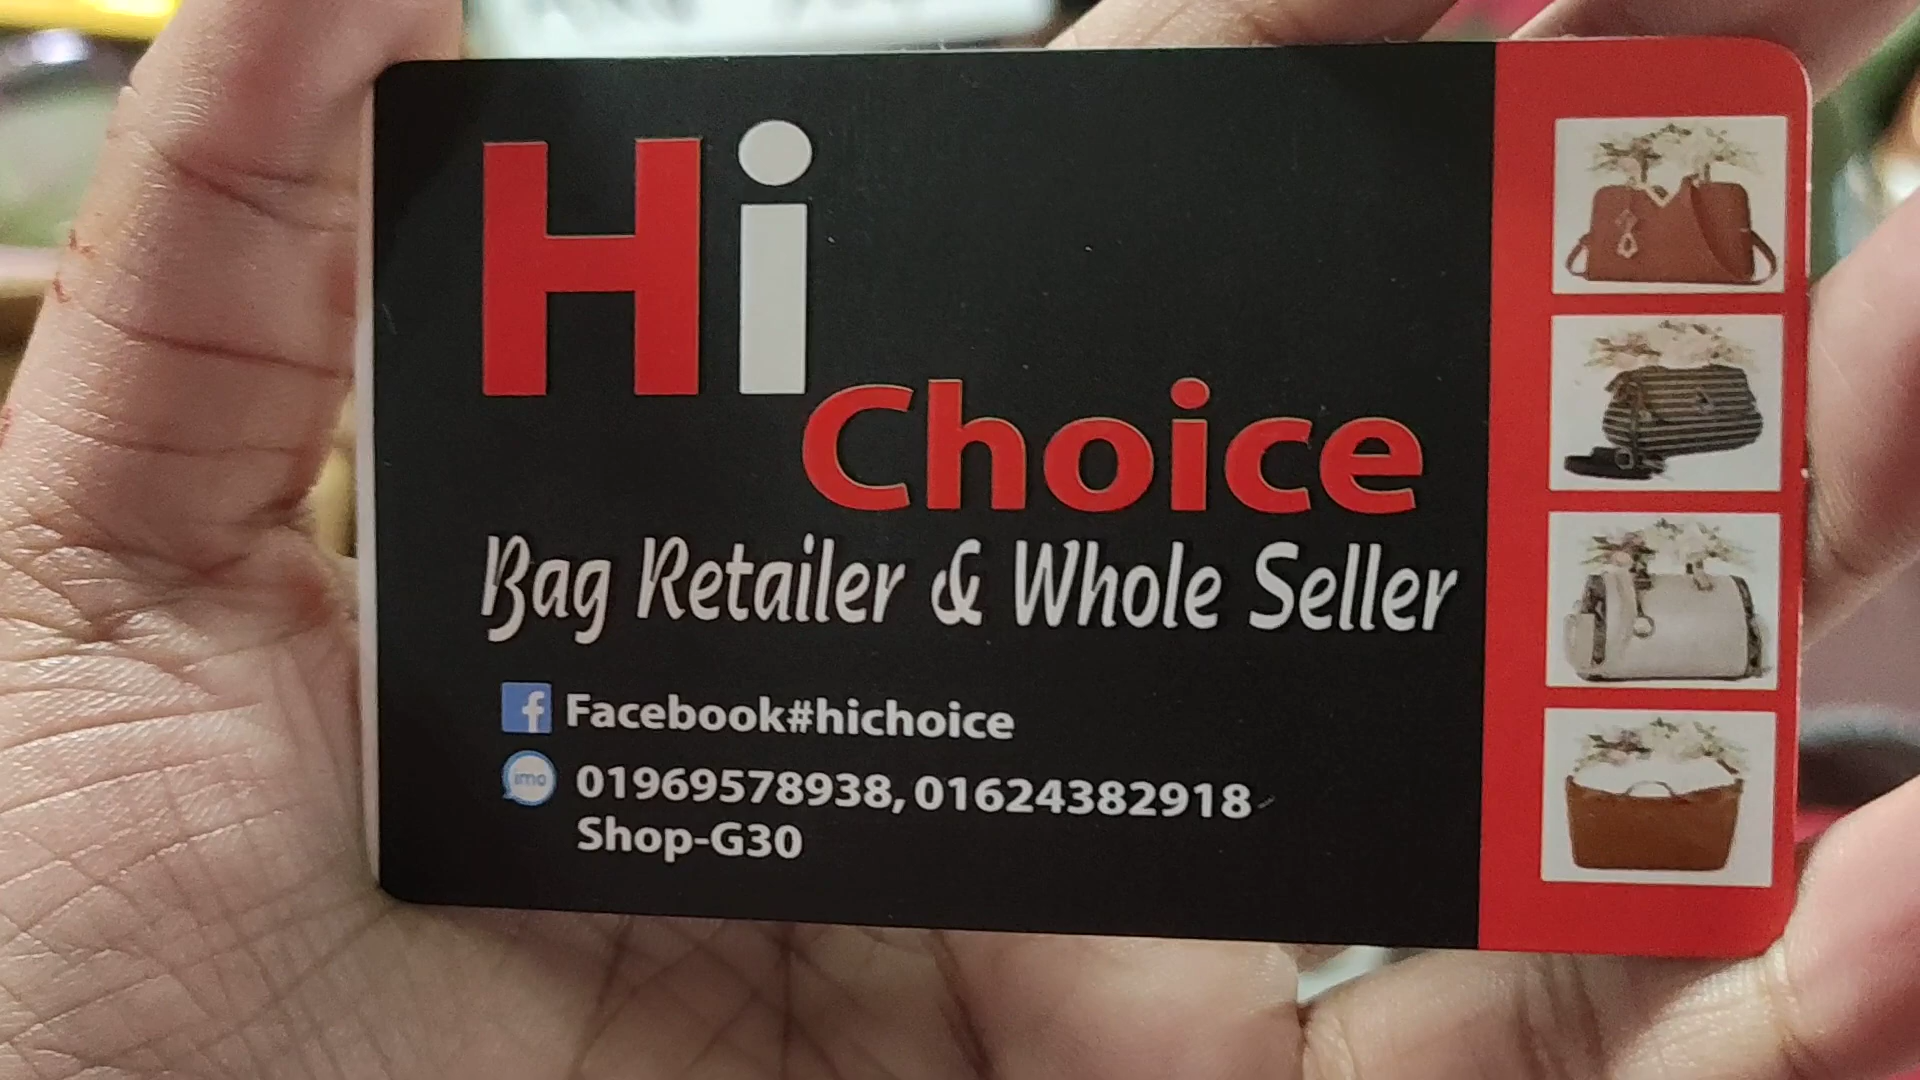 Hi
Choice
Bag Retailer & Whole Seller
Facebook#hichoice
imo
01969578938, 01624382918
Shop-G30